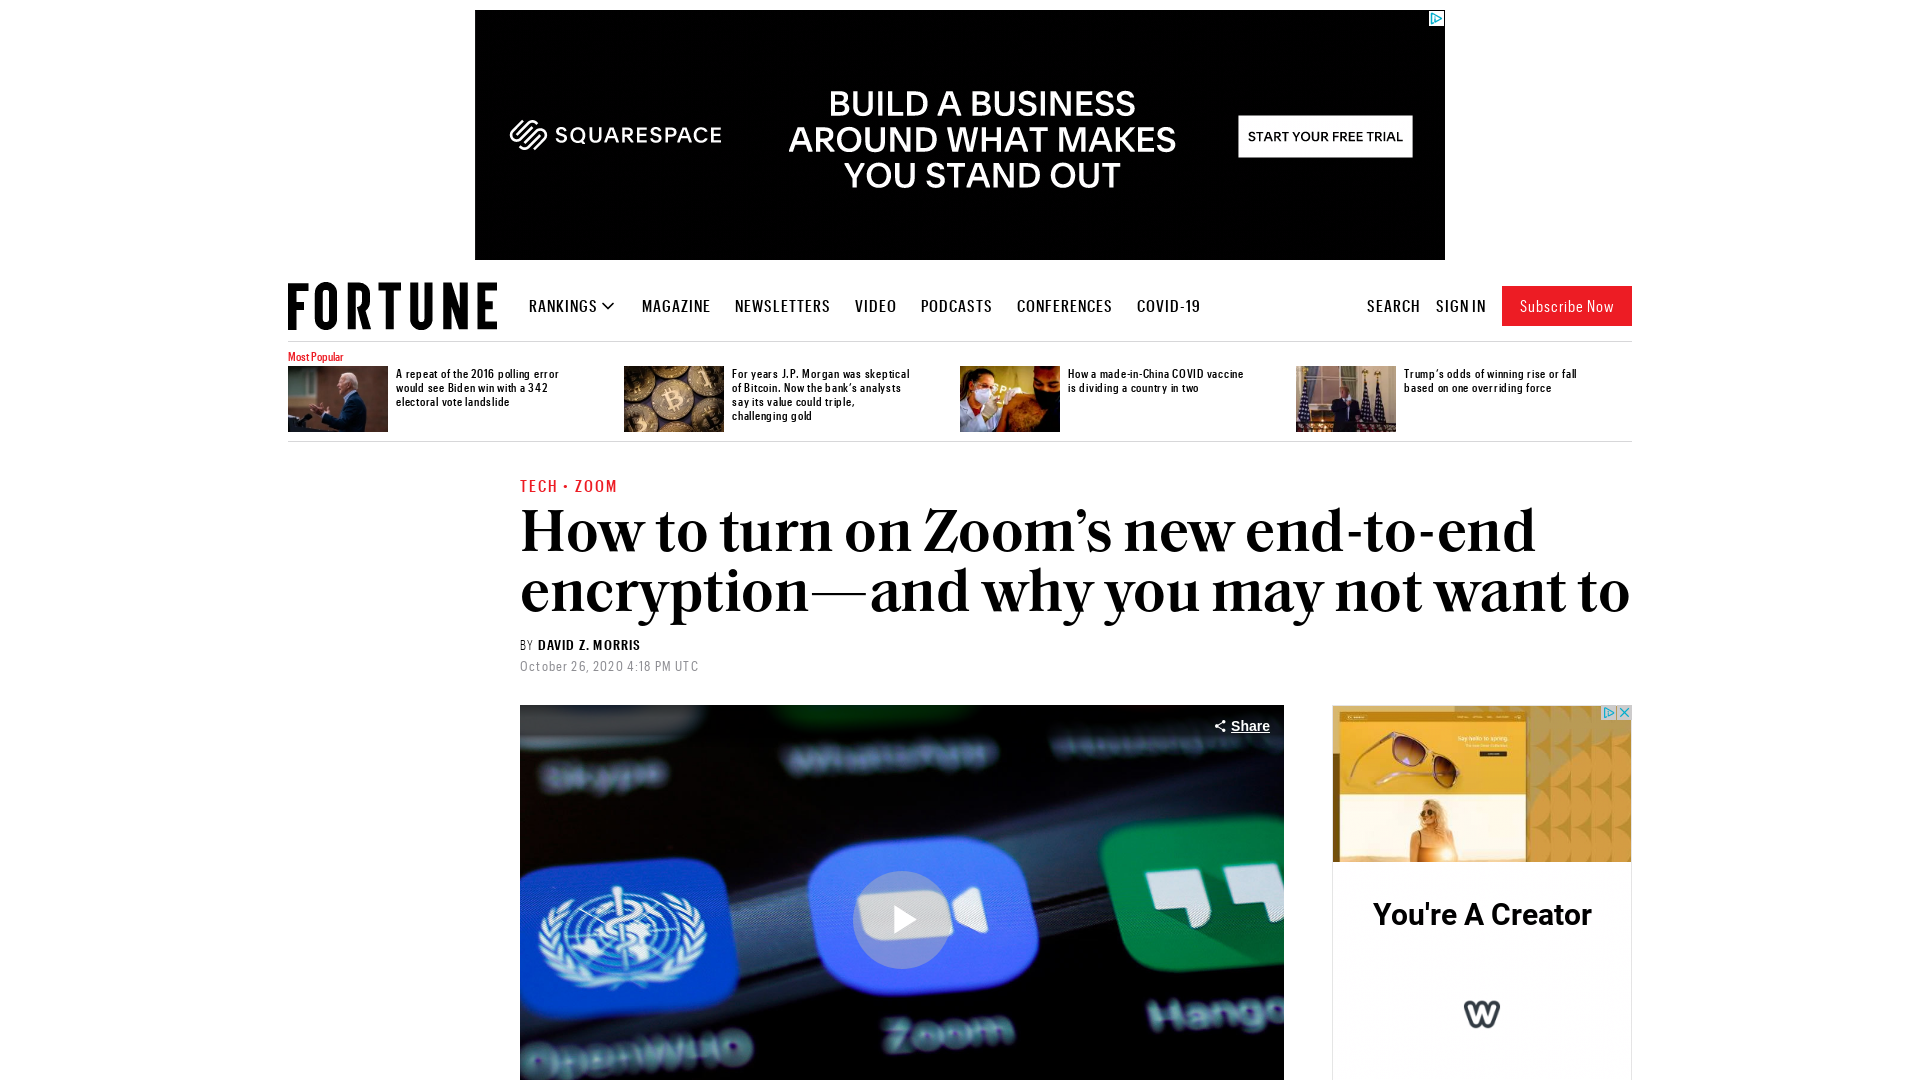 SQUARESPACE
BUILD A BUSINESS
AROUND WHAT MAKES
YOU STAND OUT
START YOUR FREE TRIAL
FORTUNE
RANKINGS
MAGAZINE
NEWSLETTERS
VIDEO
PODCASTS
CONFERENCES
COVID-19
SEARCH
SIGN IN
Subscribe Now
Most Popular
A repeat of the 2016 polling error
would see Biden win with a 342
electoral vote landslide
For years J.P. Morgan was skeptical
of Bitcoin. Now the bank’s analysts
say its value could triple,
challenging gold
How a made-in-China COVID vaccine
is dividing a country in two
Trump’s odds of winning rise or fall
based on one overriding force
TECH • ZOOM
How to turn on Zoom’s new end-to-end
encryption—and why you may not want to
BY DAVID Z. MORRIS
October 26, 2020 4:18 PM UTC
Share
Skype
WhatsApp
OpenWHO
Zoom
Hango
Say hello to spring.
You're A Creator
W